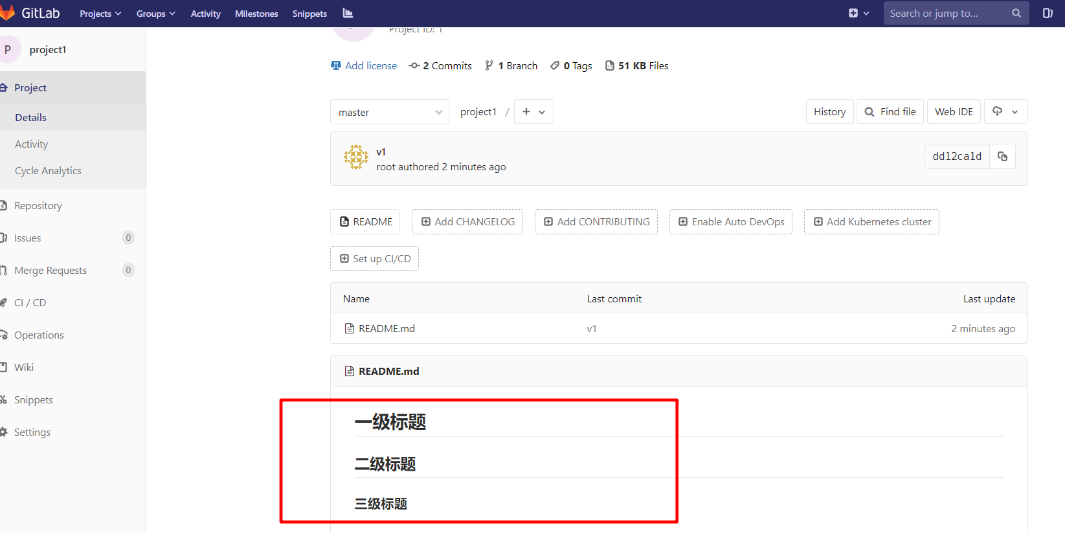 GitLab Projects Groups Activity Milestones Snippets Search or jump to...
P project1
Project
Details
Activity
Cycle Analytics
Repository
Issues 0
Merge Requests 0
CI / CD
Operations
Wiki
Snippets
Settings
Project ID: 1
Add license 2 Commits 1 Branch 0 Tags 51 KB Files
master project1 / + History Find file Web IDE
v1
root authored 2 minutes ago
dd12ca1d
README Add CHANGELOG Add CONTRIBUTING Enable Auto DevOps Add Kubernetes cluster
Set up CI/CD
Name Last commit Last update
README.md v1 2 minutes ago
README.md
一级标题
二级标题
三级标题